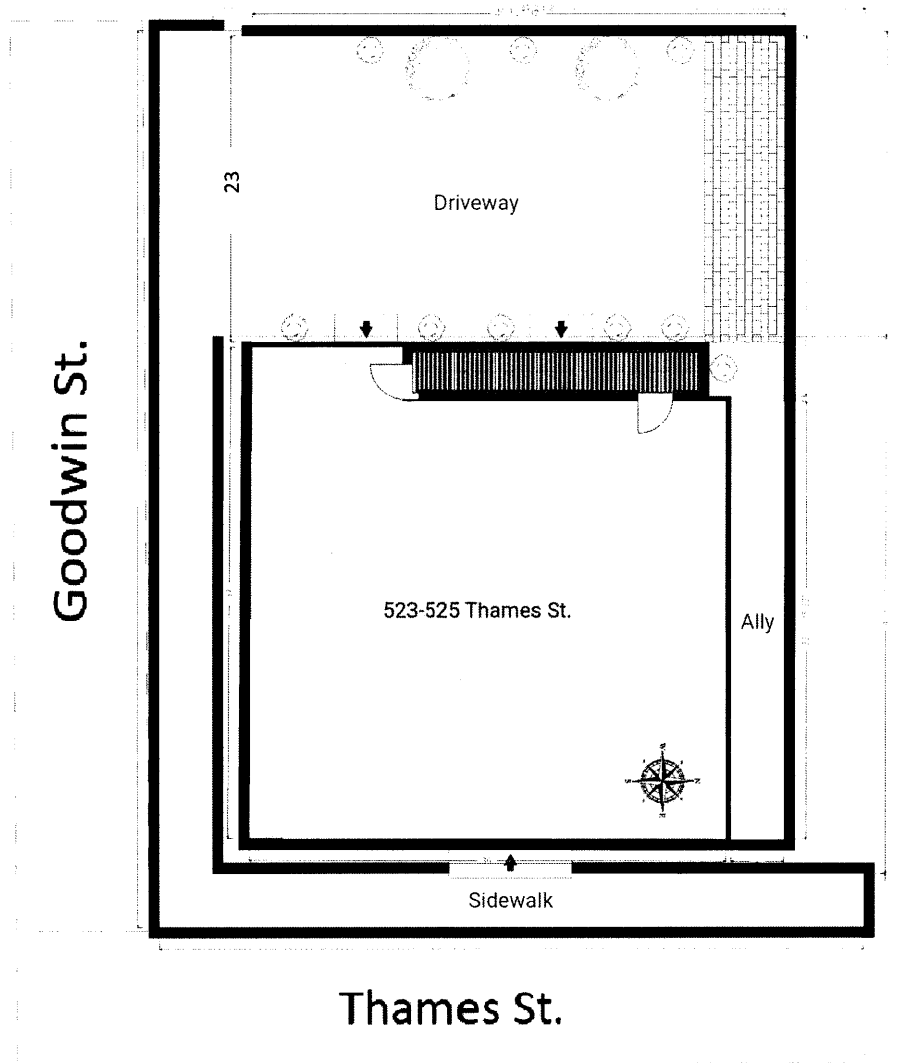 23
Driveway
Goodwin St.
523-525 Thames St.
Ally
Sidewalk
Thames St.